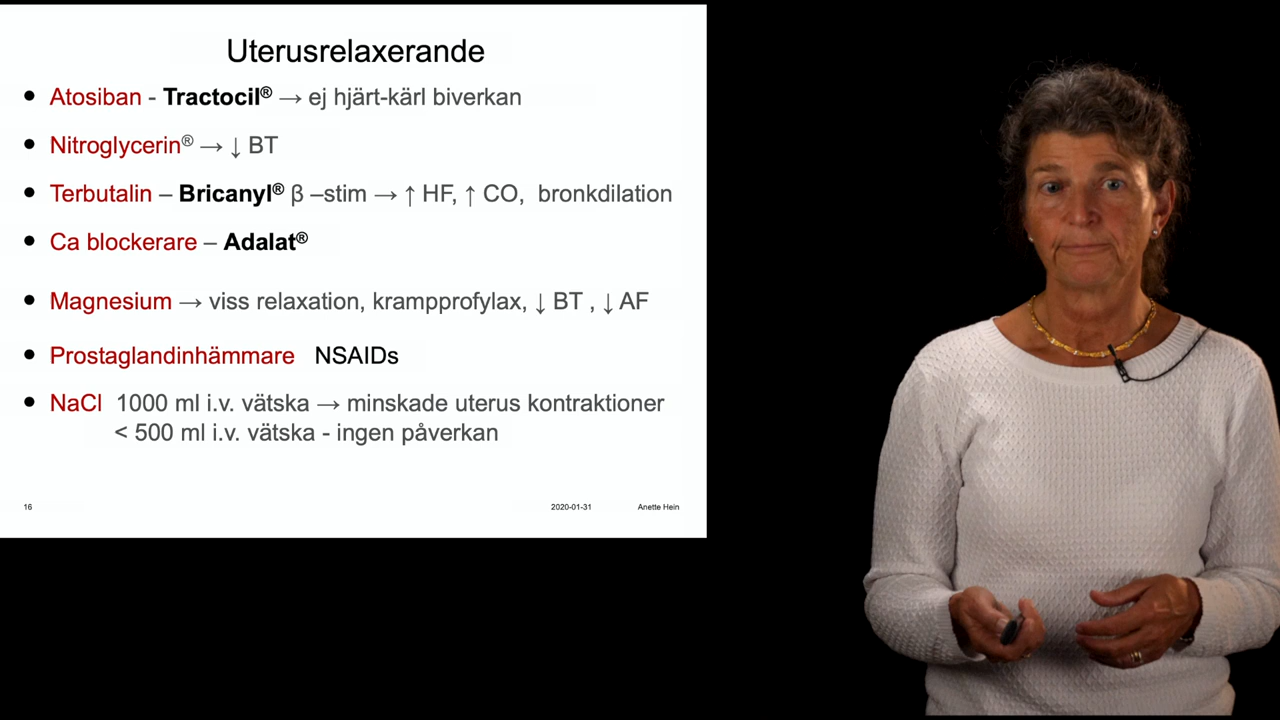 Uterusrelaxerande
• Atosiban - Tractocil® → ej hjärt-kärl biverkan
• Nitroglycerin® → ↓ BT
• Terbutalin – Bricanyl® β –stim → ↑ HF, ↑ CO, bronkdilation
• Ca blockerare – Adalat®
• Magnesium → viss relaxation, krampprofylax, ↓ BT , ↓ AF
• Prostaglandinhämmare NSAIDs
• NaCl 1000 ml i.v. vätska → minskade uterus kontraktioner
< 500 ml i.v. vätska - ingen påverkan
16 2020-01-31 Anette Hein